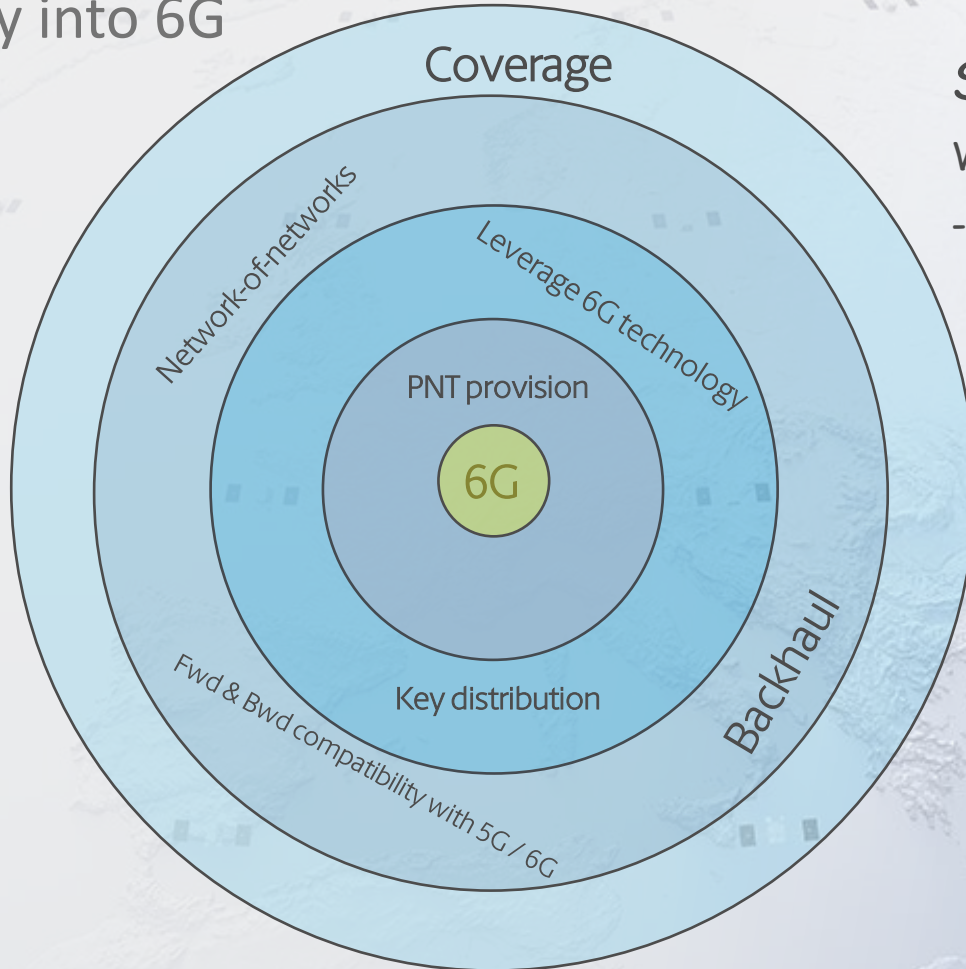 y into 6G
Coverage
Network-of-networks
Leverage 6G technology
PNT provision
6G
Key distribution
Backhaul
Fwd & Bwd compatibility with 5G / 6G